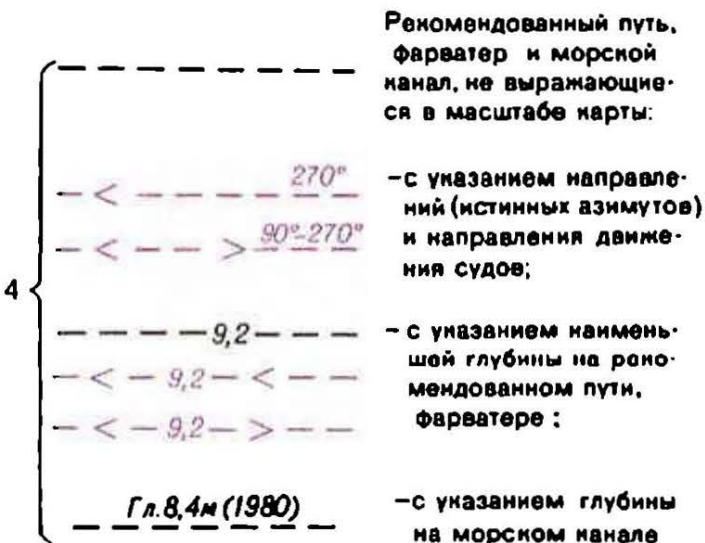 Рекомендованный путь,
фарватер и морской
канал, не выражающие-
ся в масштабе карты:
270°
90°-270°
-с указанием направле-
ний (истинных азимутов)
и направления движе-
ния судов;
4
9,2
9,2
9,2
- с указанием наимень-
шей глубины на реко-
мендованном пути,
фарватере ;
Гл.8,4м (1980)
-с указанием глубины
на морском канале